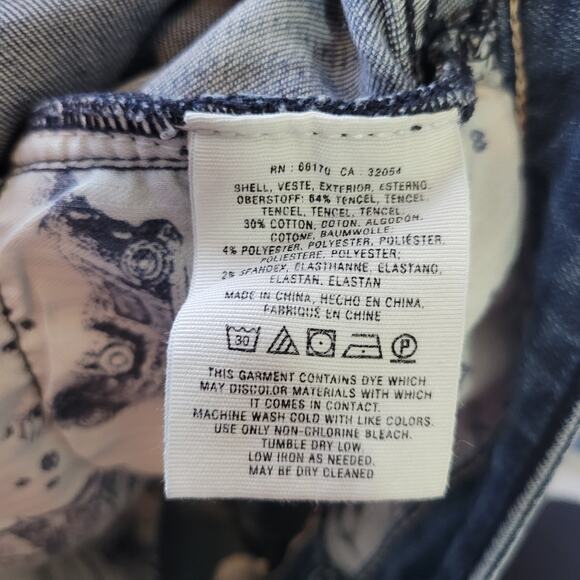 RN : 66170 CA . 32054
SHELL, VESTE, EXTERIOR, ESTERNO.
OBERSTOFF: 64% TENCEL, TENCEL,
TENCEL, TENCEL, TENCEL.
30% COTTON, COTON, ALGODON,
COTONE, BAUMWOLLE;
4% POLYESTER, POLYESTER, POLIÉSTER,
POLIESTERE, POLYESTER;
2% SPANDEX, ELASTHANNE, ELASTANO,
ELASTAN, ELASTAN
MADE IN CHINA, HECHO EN CHINA,
FABRIQUE EN CHINE
30 P
THIS GARMENT CONTAINS DYE WHICH
MAY DISCOLOR MATERIALS WITH WHICH
IT COMES IN CONTACT.
MACHINE WASH COLD WITH LIKE COLORS.
USE ONLY NON-CHLORINE BLEACH.
TUMBLE DRY LOW
LOW IRON AS NEEDED.
MAY BE DRY CLEANED